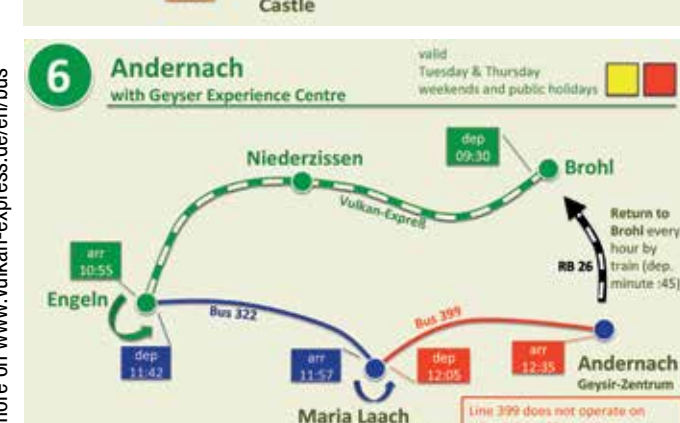 Castle
more on www.vulkan-express.de/en/bus
6
Andernach
with Geyser Experience Centre
valid
Tuesday & Thursday
weekends and public holidays
dep
09:30
Niederzissen
Brohl
Vulkan-Expreß
Return to
Brohl every
hour by
train (dep.
minute :45)
RB 26
arr
10:55
Engeln
Bus 322
Bus 399
dep
11:42
arr
11:57
dep
12:05
arr
12:35
Andernach
Geysir-Zentrum
Maria Laach
Line 399 does not operate on